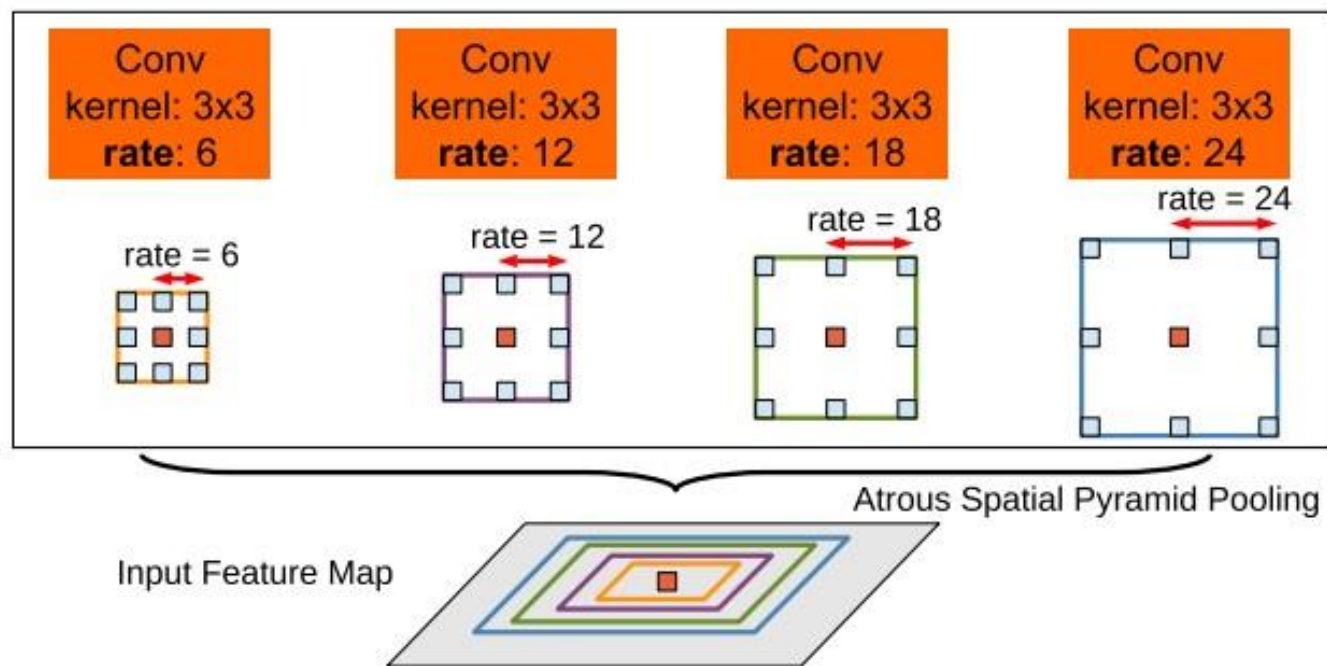 Conv
kernel: 3x3
rate: 6
Conv
kernel: 3x3
rate: 12
Conv
kernel: 3x3
rate: 18
Conv
kernel: 3x3
rate: 24
rate = 6
rate = 12
rate = 18
rate = 24
Atrous Spatial Pyramid Pooling
Input Feature Map